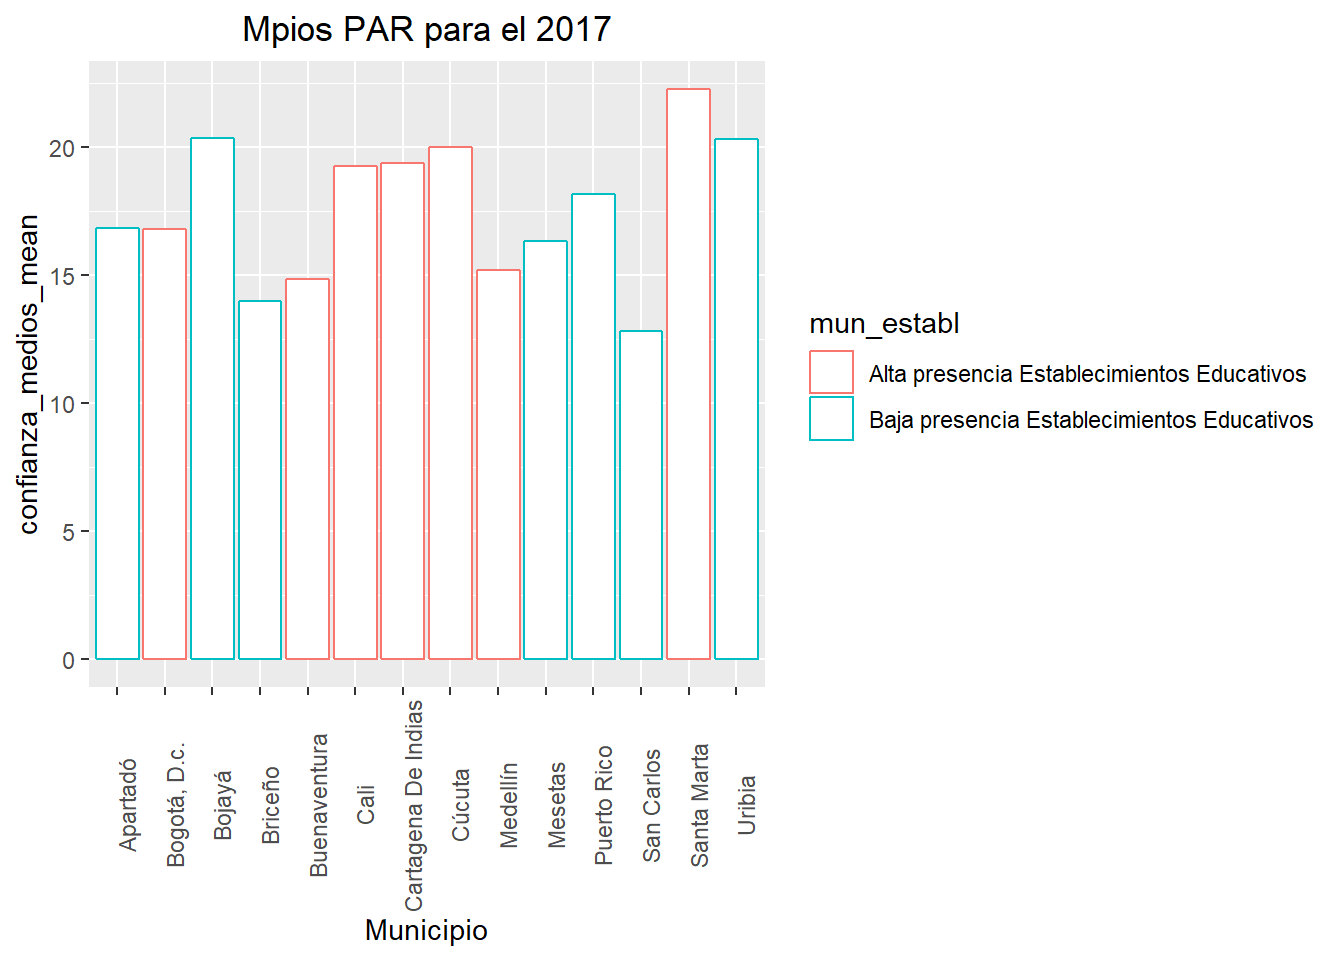 Mpios PAR para el 2017
confianza_medios_mean
20
15
10
5
0
Apartadó
Bogotá, D.c.
Bojayá
Briceño
Buenaventura
Cali
Cartagena De Indias
Cúcuta
Medellín
Mesetas
Puerto Rico
San Carlos
Santa Marta
Uribia
Municipio
mun_establ
Alta presencia Establecimientos Educativos
Baja presencia Establecimientos Educativos